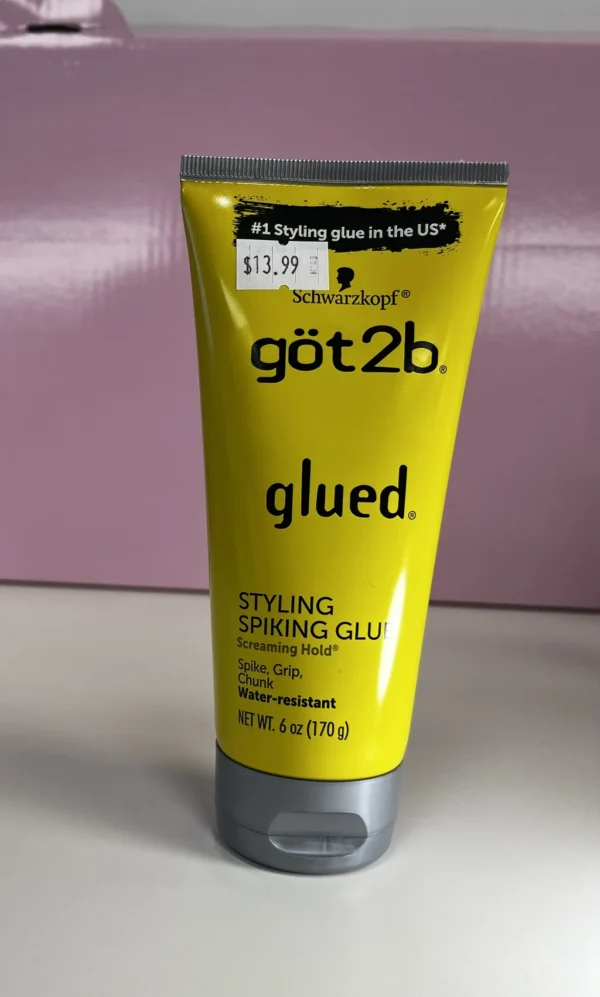 #1 Styling glue in the US*
$13.99
Schwarzkopf®
göt2b®
glued®
STYLING
SPIKING GLUE
Screaming Hold®
Spike, Grip,
Chunk
Water-resistant
NET WT. 6 oz (170 g)